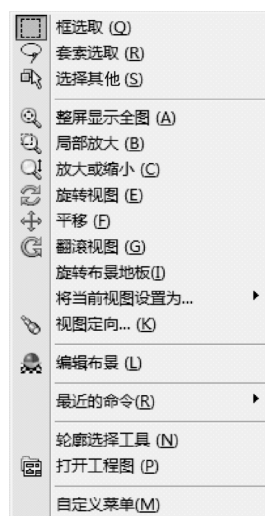 框选取 (Q)
套索选取 (R)
选择其他 (S)
整屏显示全图 (A)
局部放大 (B)
放大或缩小 (C)
旋转视图 (E)
平移 (F)
翻滚视图 (G)
旋转布景地板(I)
将当前视图设置为...
视图定向... (K)
编辑布景 (L)
最近的命令(R)
轮廓选择工具 (N)
打开工程图 (P)
自定义菜单(M)